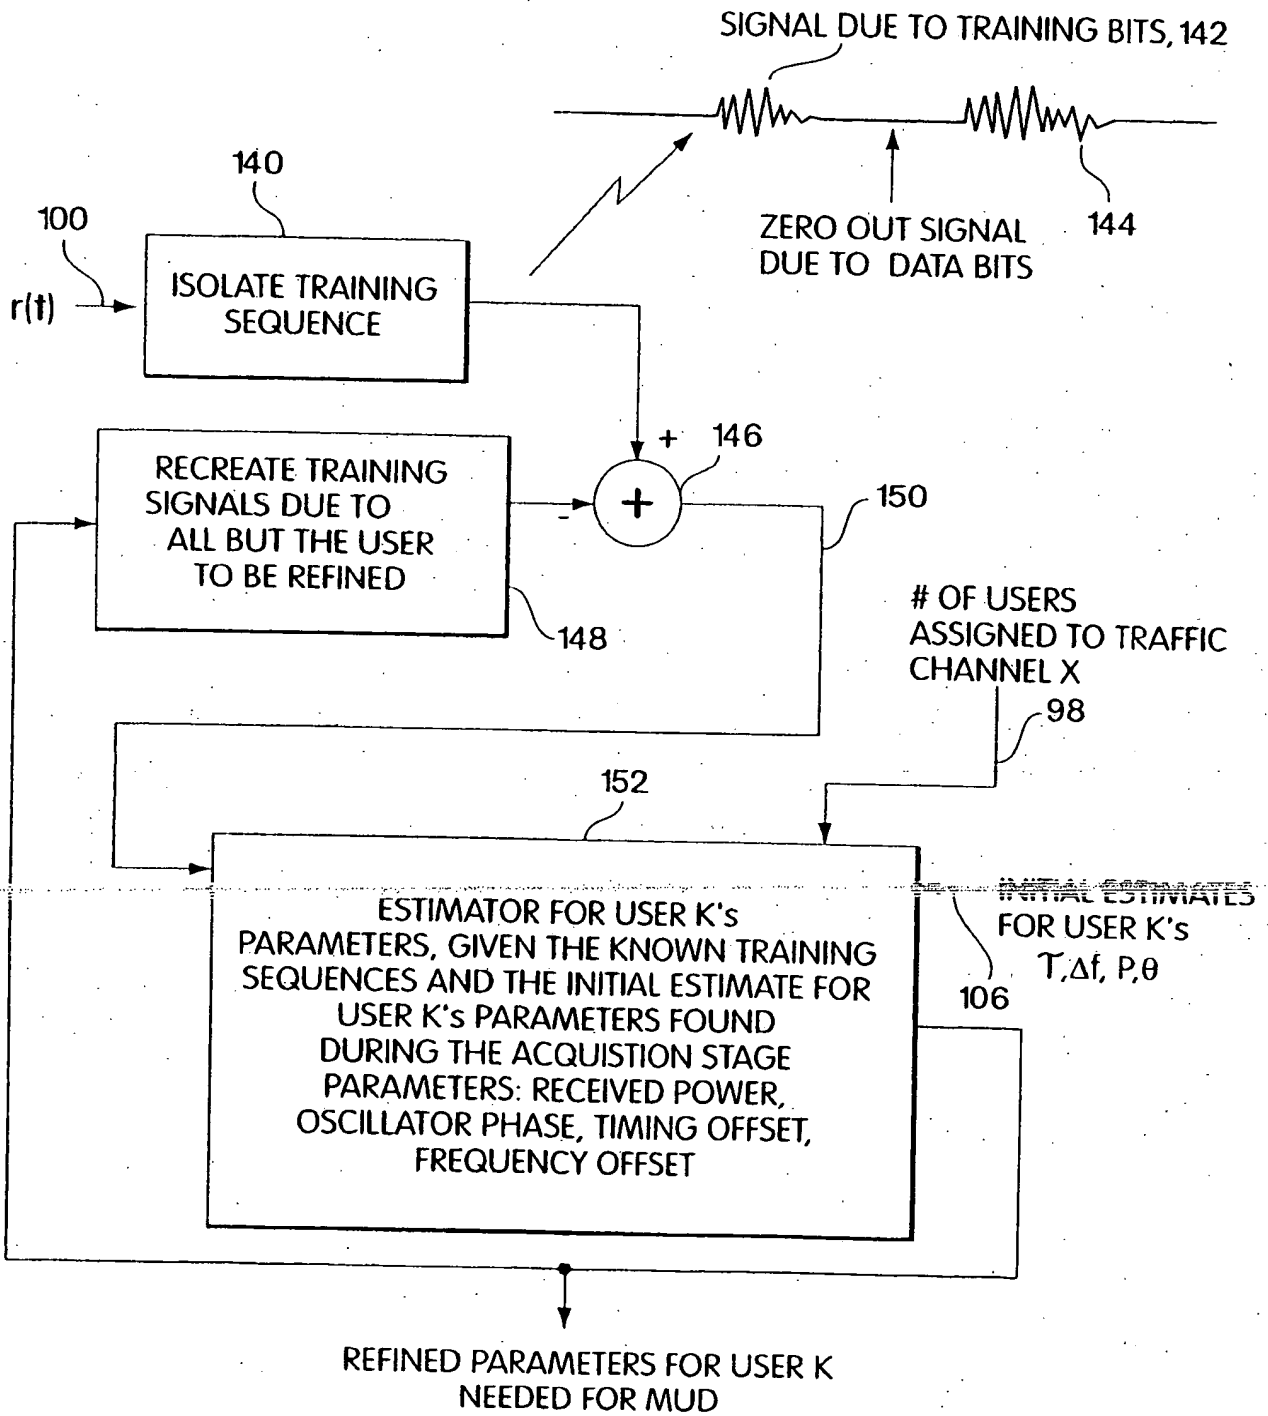 SIGNAL DUE TO TRAINING BITS, 142
140
100
r(t)
ISOLATE TRAINING
SEQUENCE
ZERO OUT SIGNAL
DUE TO DATA BITS
144
+
146
RECREATE TRAINING
SIGNALS DUE TO
ALL BUT THE USER
TO BE REFINED
-
+
150
148
# OF USERS
ASSIGNED TO TRAFFIC
CHANNEL X
98
152
INITIAL ESTIMATES
FOR USER K's
T,Δf, P,θ
106
ESTIMATOR FOR USER K's
PARAMETERS, GIVEN THE KNOWN TRAINING
SEQUENCES AND THE INITIAL ESTIMATE FOR
USER K's PARAMETERS FOUND
DURING THE ACQUISTION STAGE
PARAMETERS: RECEIVED POWER,
OSCILLATOR PHASE, TIMING OFFSET,
FREQUENCY OFFSET
REFINED PARAMETERS FOR USER K
NEEDED FOR MUD